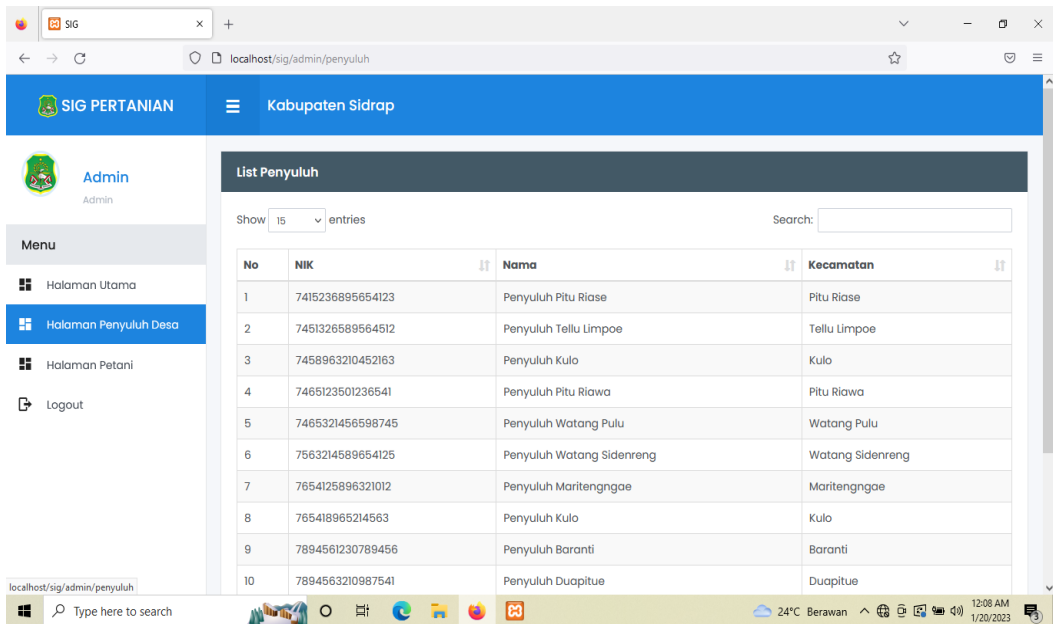 SIG
localhost/sig/admin/penyuluh
SIG PERTANIAN
Kabupaten Sidrap
Admin
Admin
Menu
Halaman Utama
Halaman Penyuluh Desa
Halaman Petani
Logout
List Penyuluh
Show 15 entries Search:
No NIK Nama Kecamatan
1 7415236895654123 Penyuluh Pitu Riase Pitu Riase
2 7451326589564512 Penyuluh Tellu Limpoe Tellu Limpoe
3 7458963210452163 Penyuluh Kulo Kulo
4 7465123501236541 Penyuluh Pitu Riawa Pitu Riawa
5 7465321456598745 Penyuluh Watang Pulu Watang Pulu
6 7563214589654125 Penyuluh Watang Sidenreng Watang Sidenreng
7 7654125896321012 Penyuluh Maritengngae Maritengngae
8 765418965214563 Penyuluh Kulo Kulo
9 7894561230789456 Penyuluh Baranti Baranti
10 7894563210987541 Penyuluh Duapitue Duapitue
localhost/sig/admin/penyuluh
Type here to search
24°C Berawan
12:08 AM
1/20/2023
3